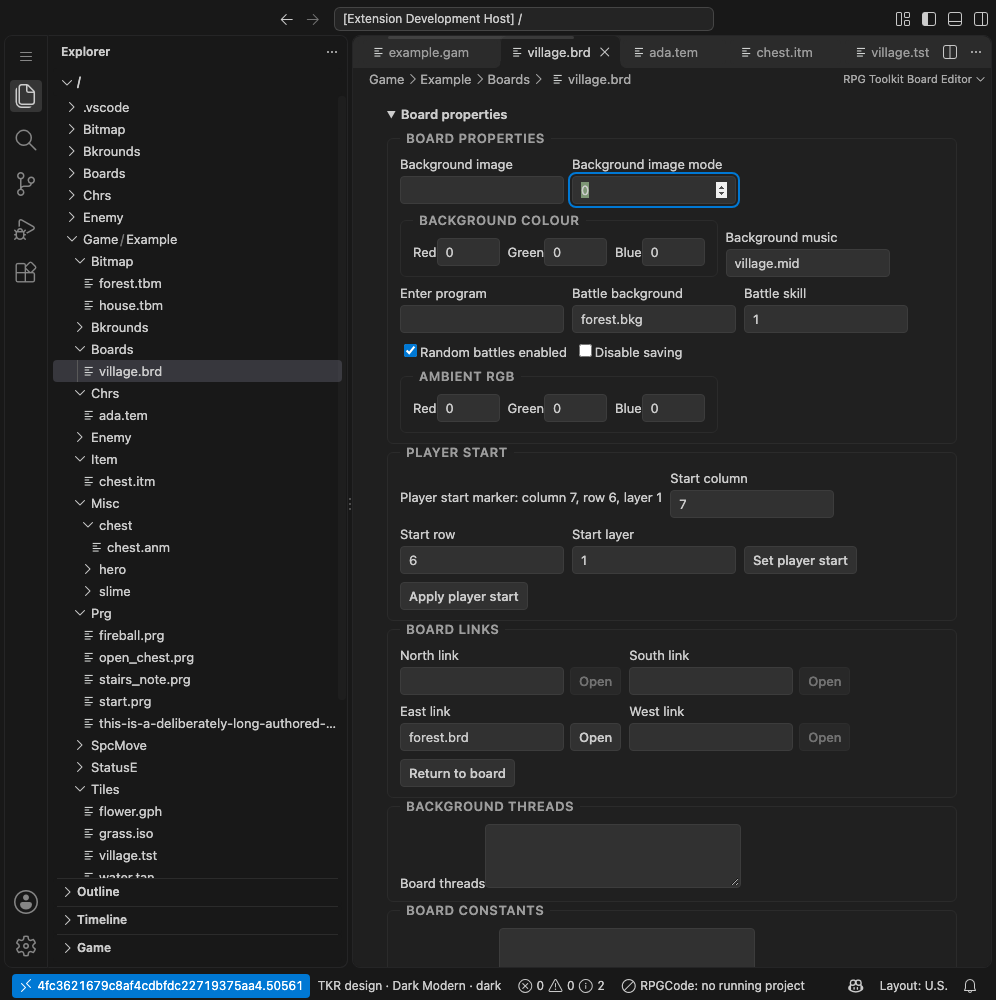 [Extension Development Host] /
Explorer
/
.vscode
Bitmap
Bkrounds
Boards
Chrs
Enemy
Game / Example
Bitmap
forest.tbm
house.tbm
Bkrounds
Boards
village.brd
Chrs
ada.tem
Enemy
Item
chest.itm
Misc
chest
chest.anm
hero
slime
Prg
fireball.prg
open_chest.prg
stairs_note.prg
start.prg
this-is-a-deliberately-long-authored-...
SpcMove
StatusE
Tiles
flower.gph
grass.iso
village.tst
water.tan
Outline
Timeline
Game
example.gam
village.brd
ada.tem
chest.itm
village.tst
Game > Example > Boards > village.brd
RPG Toolkit Board Editor
Board properties
BOARD PROPERTIES
Background image
Background image mode
0
BACKGROUND COLOUR
Red 0 Green 0 Blue 0
Background music
village.mid
Enter program
Battle background
forest.bkg
Battle skill
1
Random battles enabled
Disable saving
AMBIENT RGB
Red 0 Green 0 Blue 0
PLAYER START
Player start marker: column 7, row 6, layer 1
Start column
7
Start row
6
Start layer
1
Set player start
Apply player start
BOARD LINKS
North link
Open
South link
Open
East link
forest.brd
Open
West link
Open
Return to board
BACKGROUND THREADS
Board threads
BOARD CONSTANTS
4fc3621679c8af4cdbfdc22719375aa4.50561
TKR design · Dark Modern · dark
0 0 2
RPGCode: no running project
Layout: U.S.